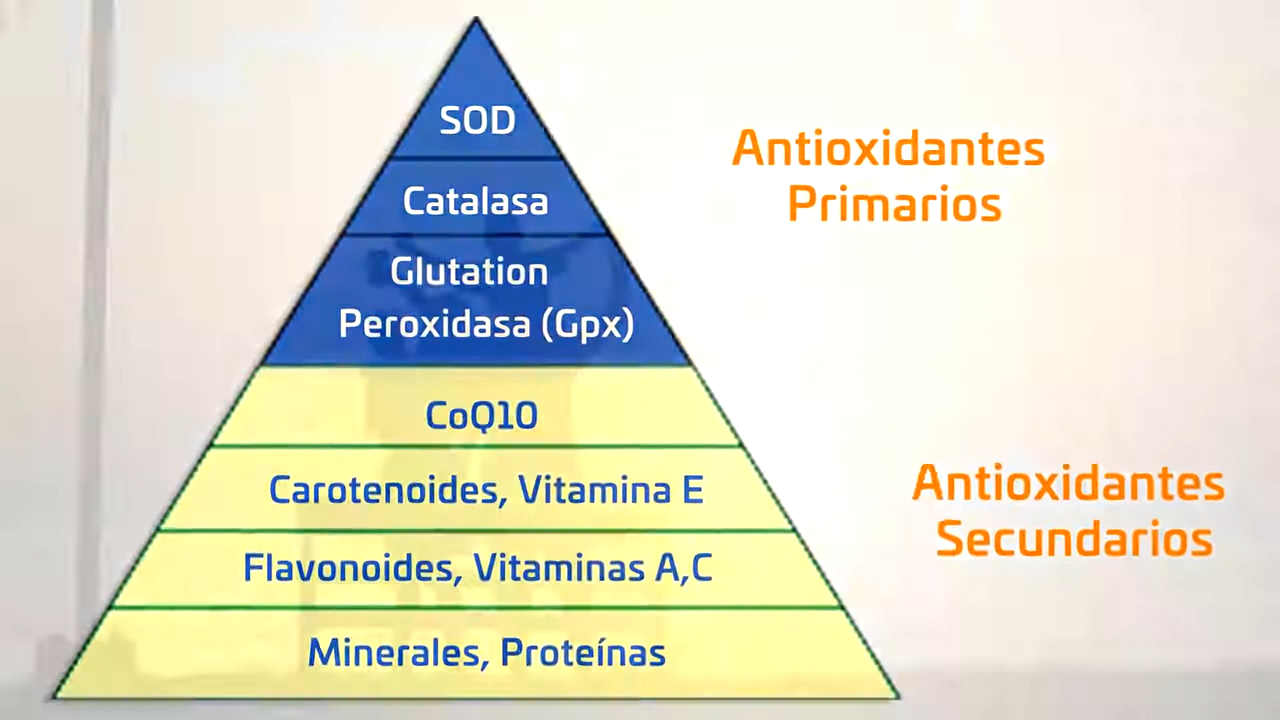 SOD
Catalasa
Glutation
Peroxidasa (Gpx)
Antioxidantes
Primarios
CoQ10
Carotenoides, Vitamina E
Flavonoides, Vitaminas A,C
Minerales, Proteínas
Antioxidantes
Secundarios